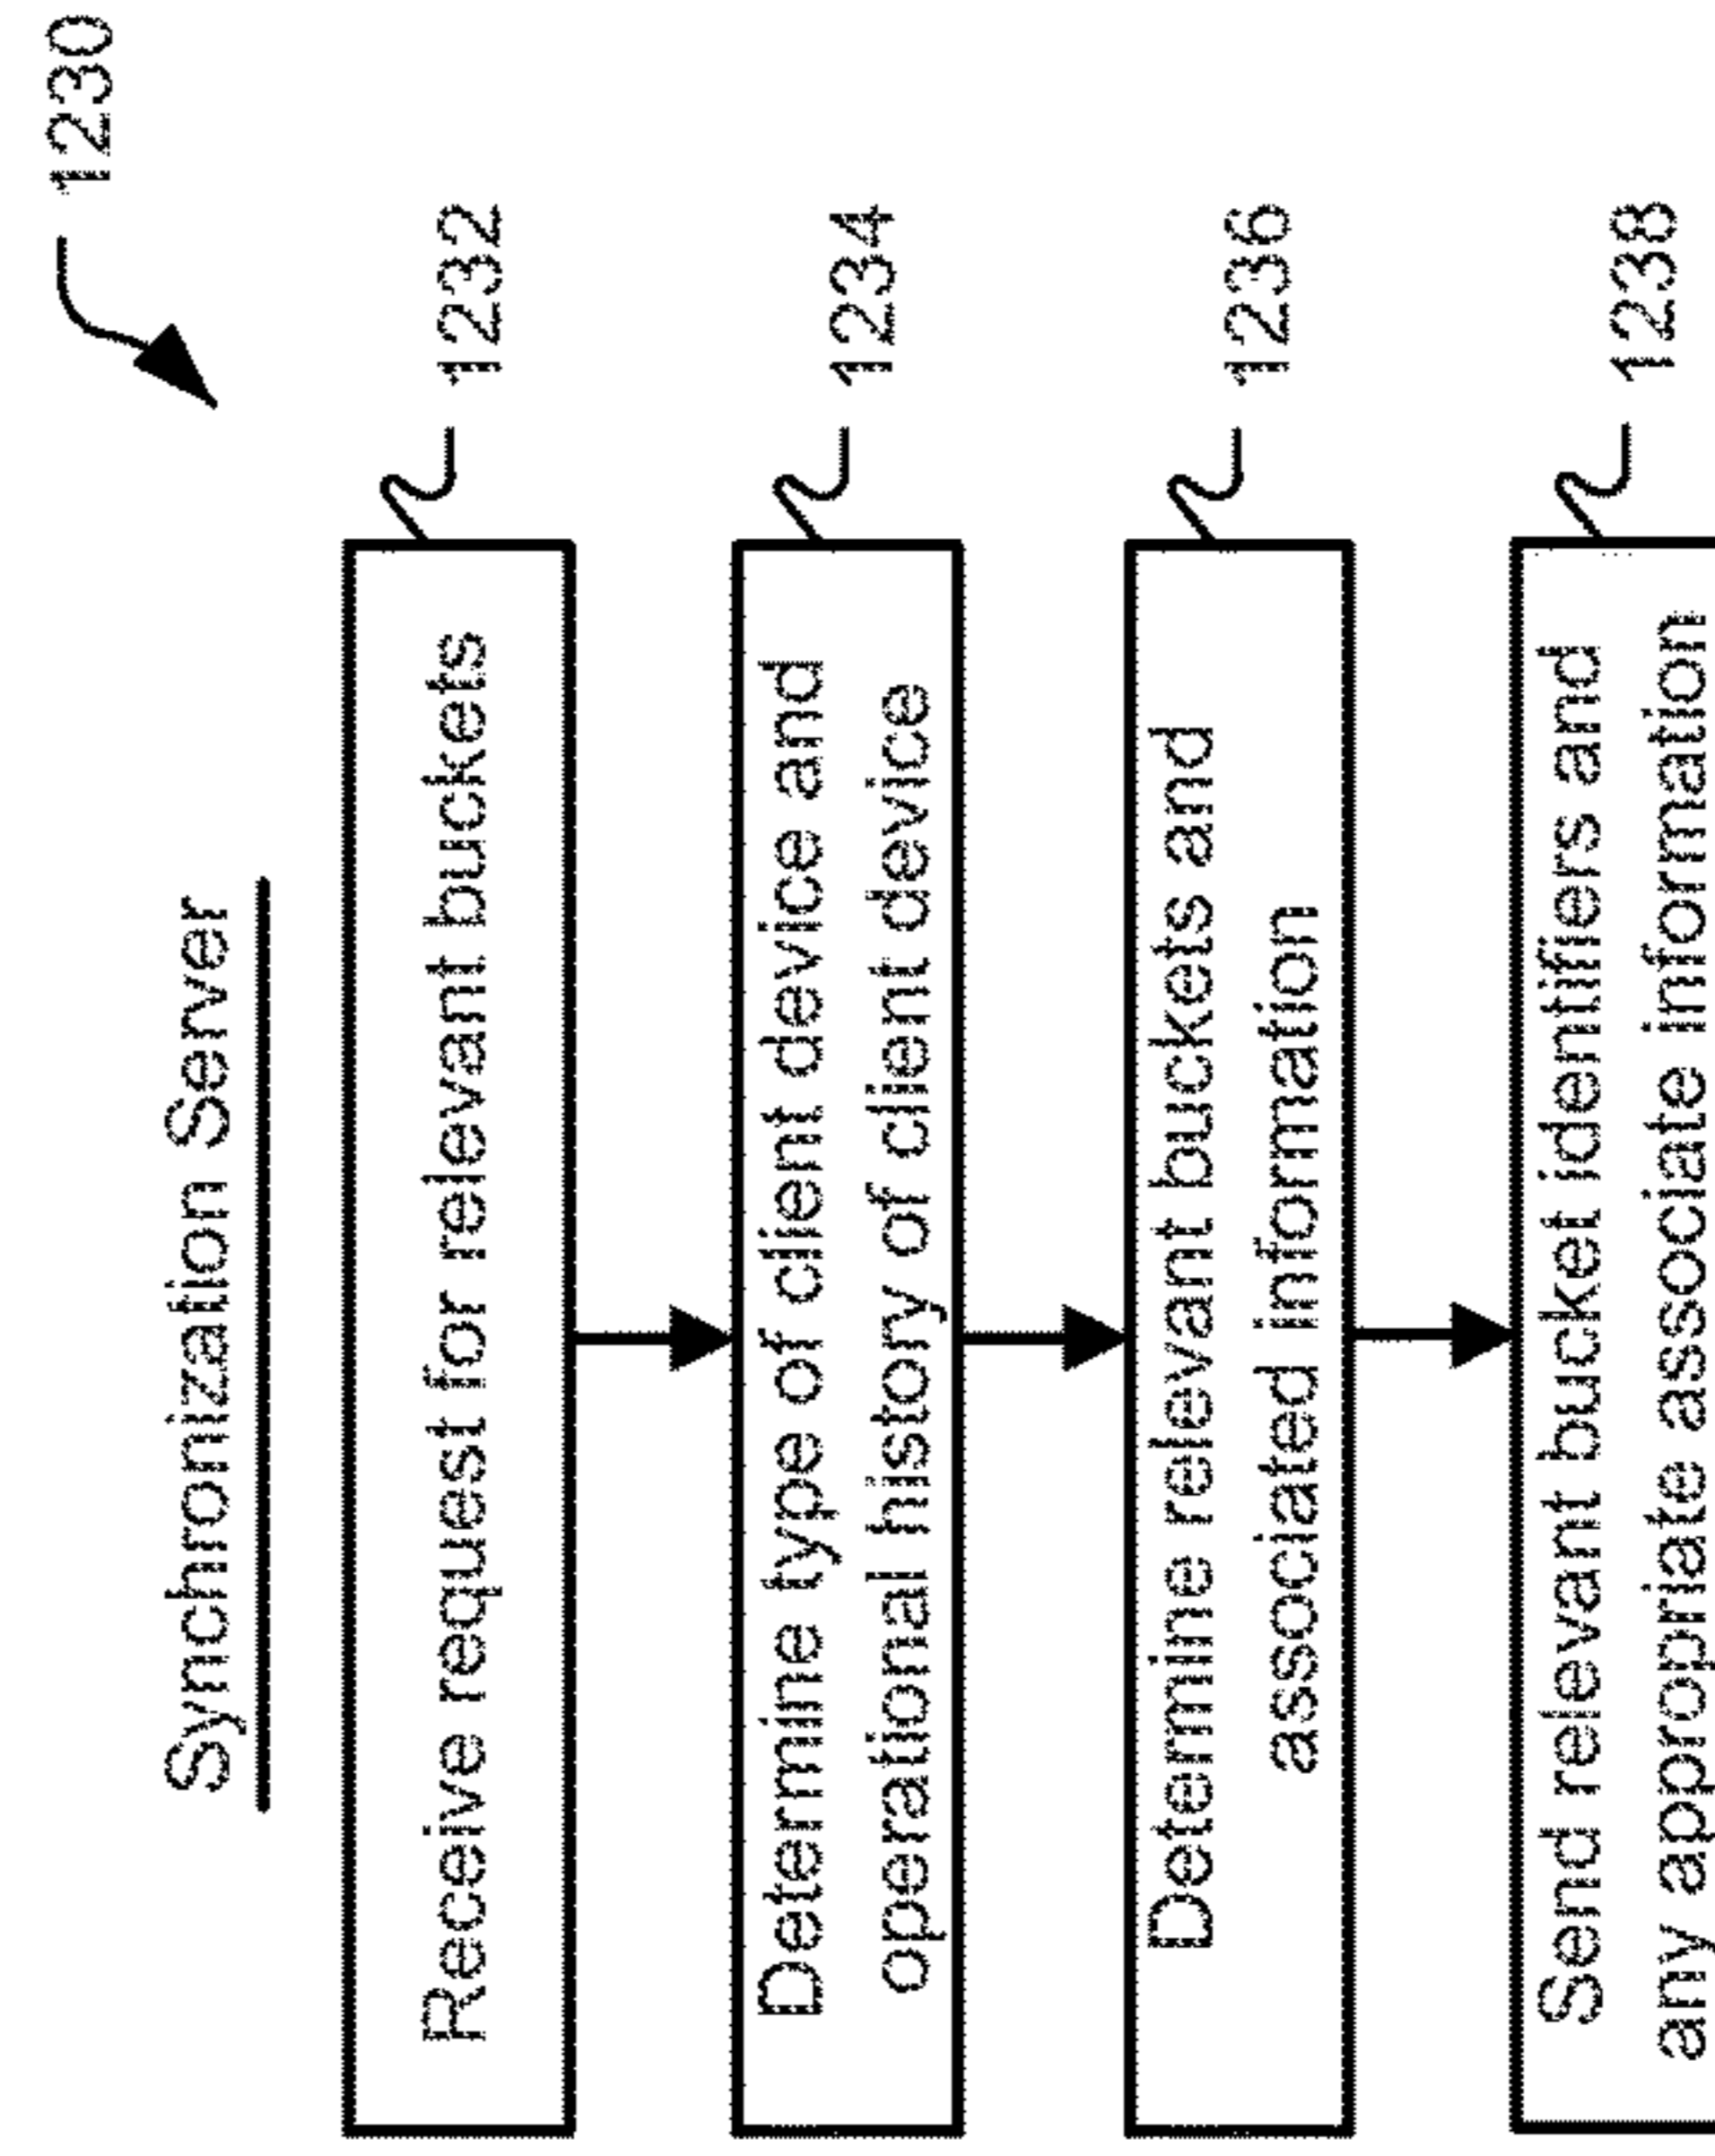 1230
Synchronization Server
Receive request for relevant buckets
1232
Determine type of client device and
operational history of client device
1234
Determine relevant buckets and
associated information
1236
Send relevant bucket identifiers and
any appropriate associate information
1238